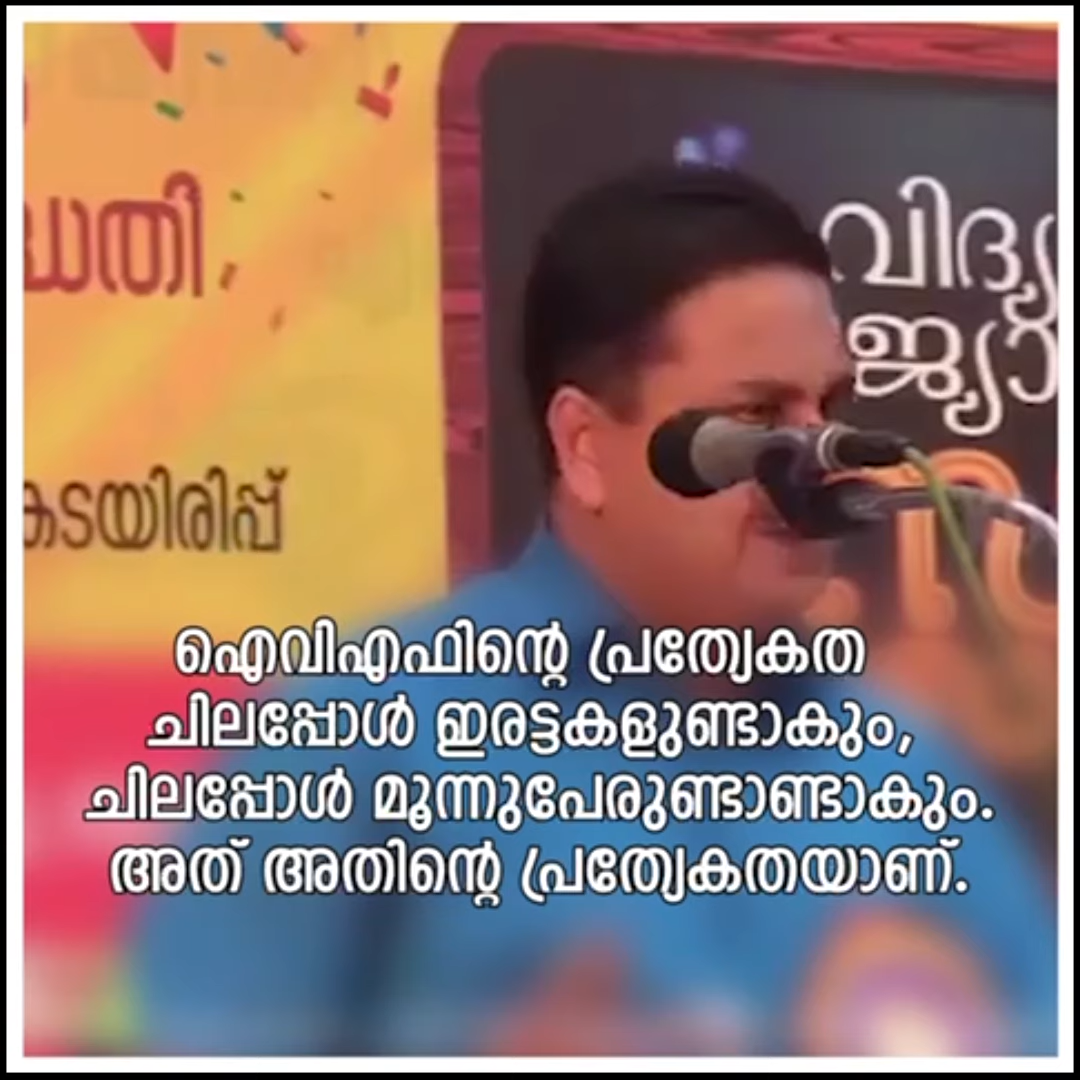 ധതി
കടയിരിപ്പ്
വിദ്യ
ജ്യോ
ഐവിഎഫിന്റെ പ്രത്യേകത
ചിലപ്പോൾ ഇരട്ടകളുണ്ടാകും,
ചിലപ്പോൾ മൂന്നുപേരുണ്ടാണ്ടാകും.
അത് അതിന്റെ പ്രത്യേകതയാണ്.